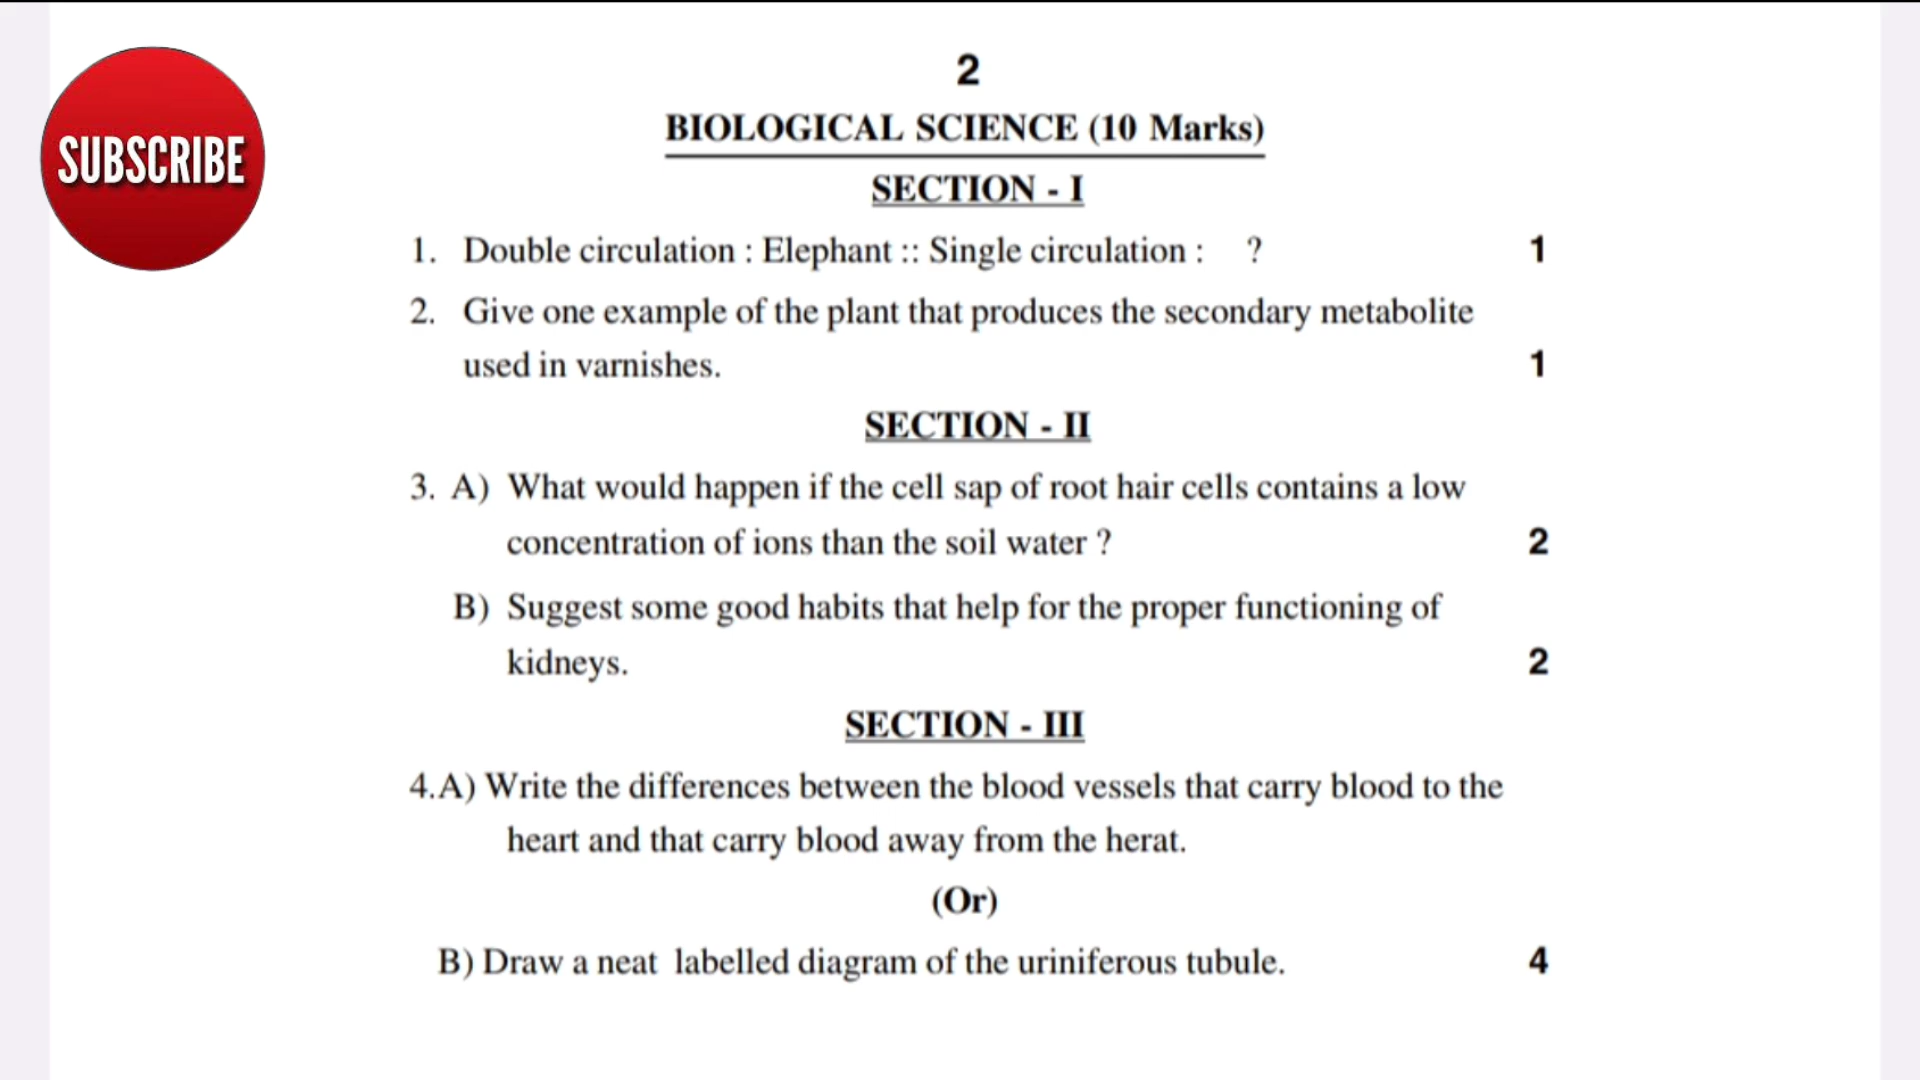 SUBSCRIBE
2
BIOLOGICAL SCIENCE (10 Marks)
SECTION - I
1. Double circulation : Elephant :: Single circulation : ? 1
2. Give one example of the plant that produces the secondary metabolite
used in varnishes. 1
SECTION - II
3. A) What would happen if the cell sap of root hair cells contains a low
concentration of ions than the soil water ? 2
B) Suggest some good habits that help for the proper functioning of
kidneys. 2
SECTION - III
4.A) Write the differences between the blood vessels that carry blood to the
heart and that carry blood away from the herat.
(Or)
B) Draw a neat labelled diagram of the uriniferous tubule. 4